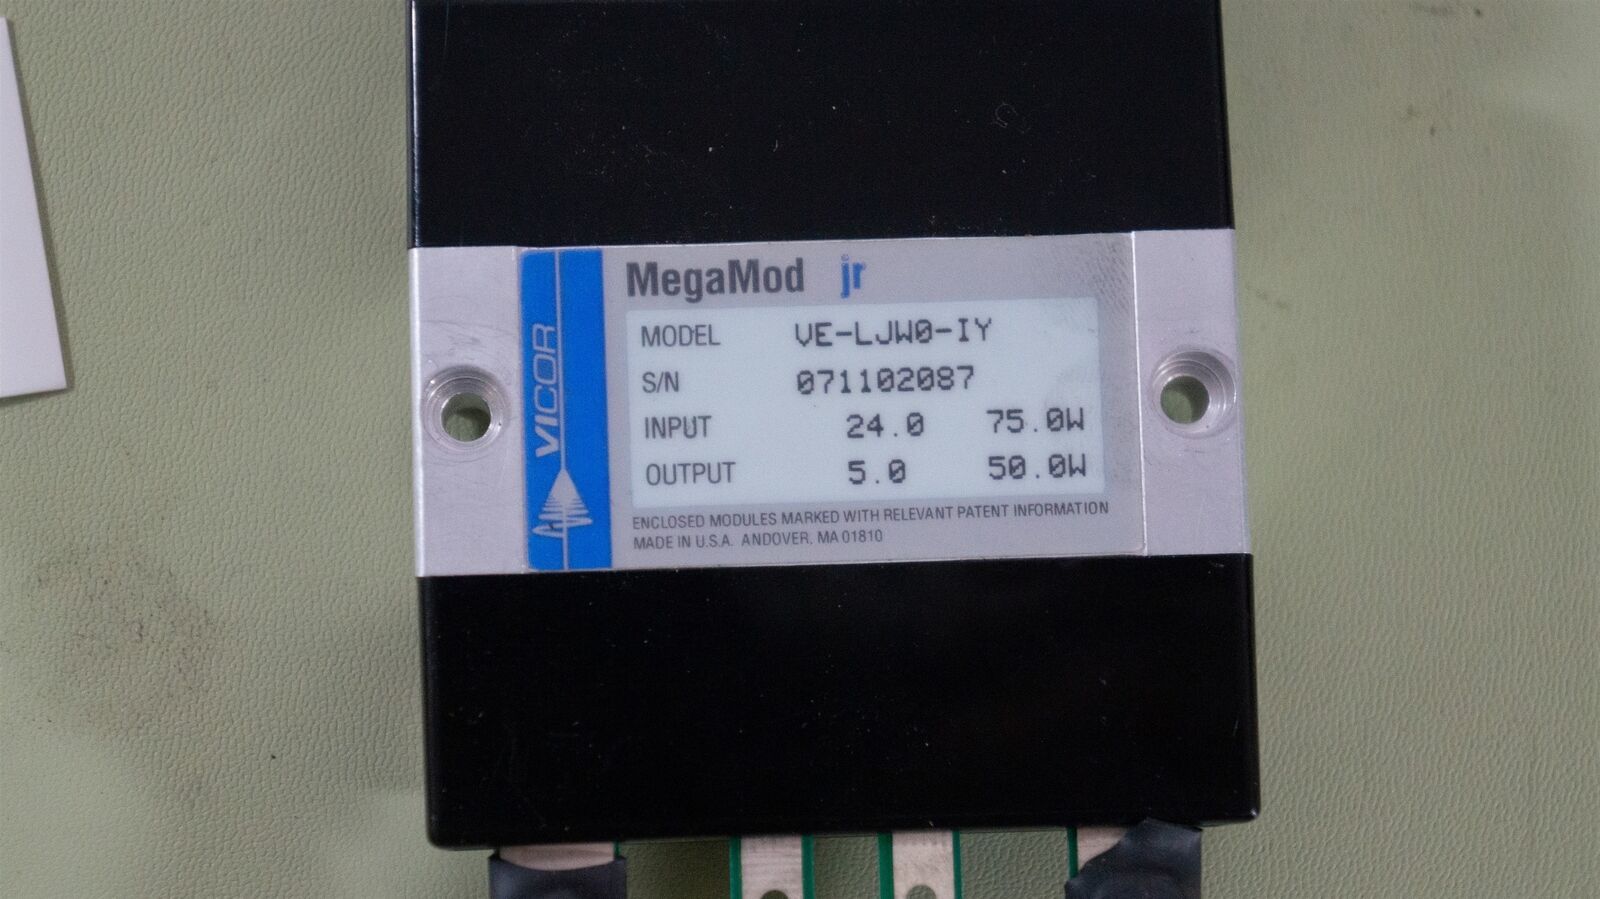 MegaMod jr
VICOR
MODEL VE-LJW0-IY
S/N 071102087
INPUT 24.0 75.0W
OUTPUT 5.0 50.0W
ENCLOSED MODULES MARKED WITH RELEVANT PATENT INFORMATION
MADE IN U.S.A. ANDOVER, MA 01810